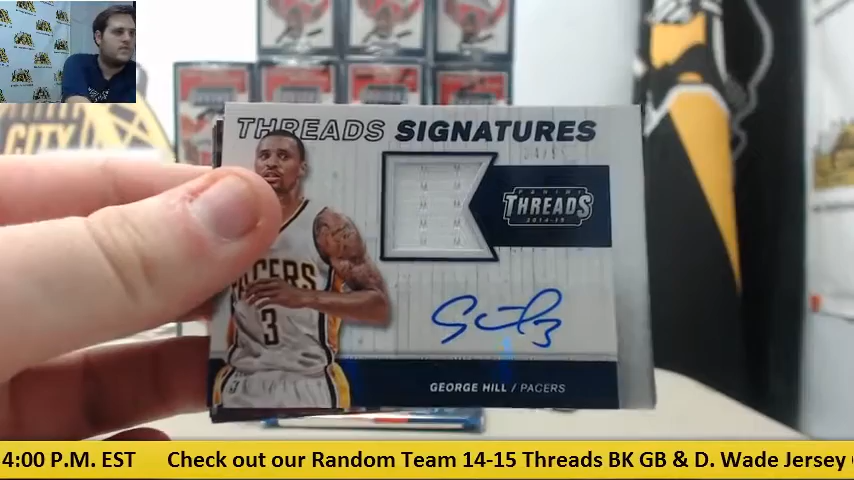 THREADS SIGNATURES
PANINI
THREADS
2014-15
PACERS
3
GEORGE HILL / PACERS
CITY
4:00 P.M. EST Check out our Random Team 14-15 Threads BK GB & D. Wade Jersey